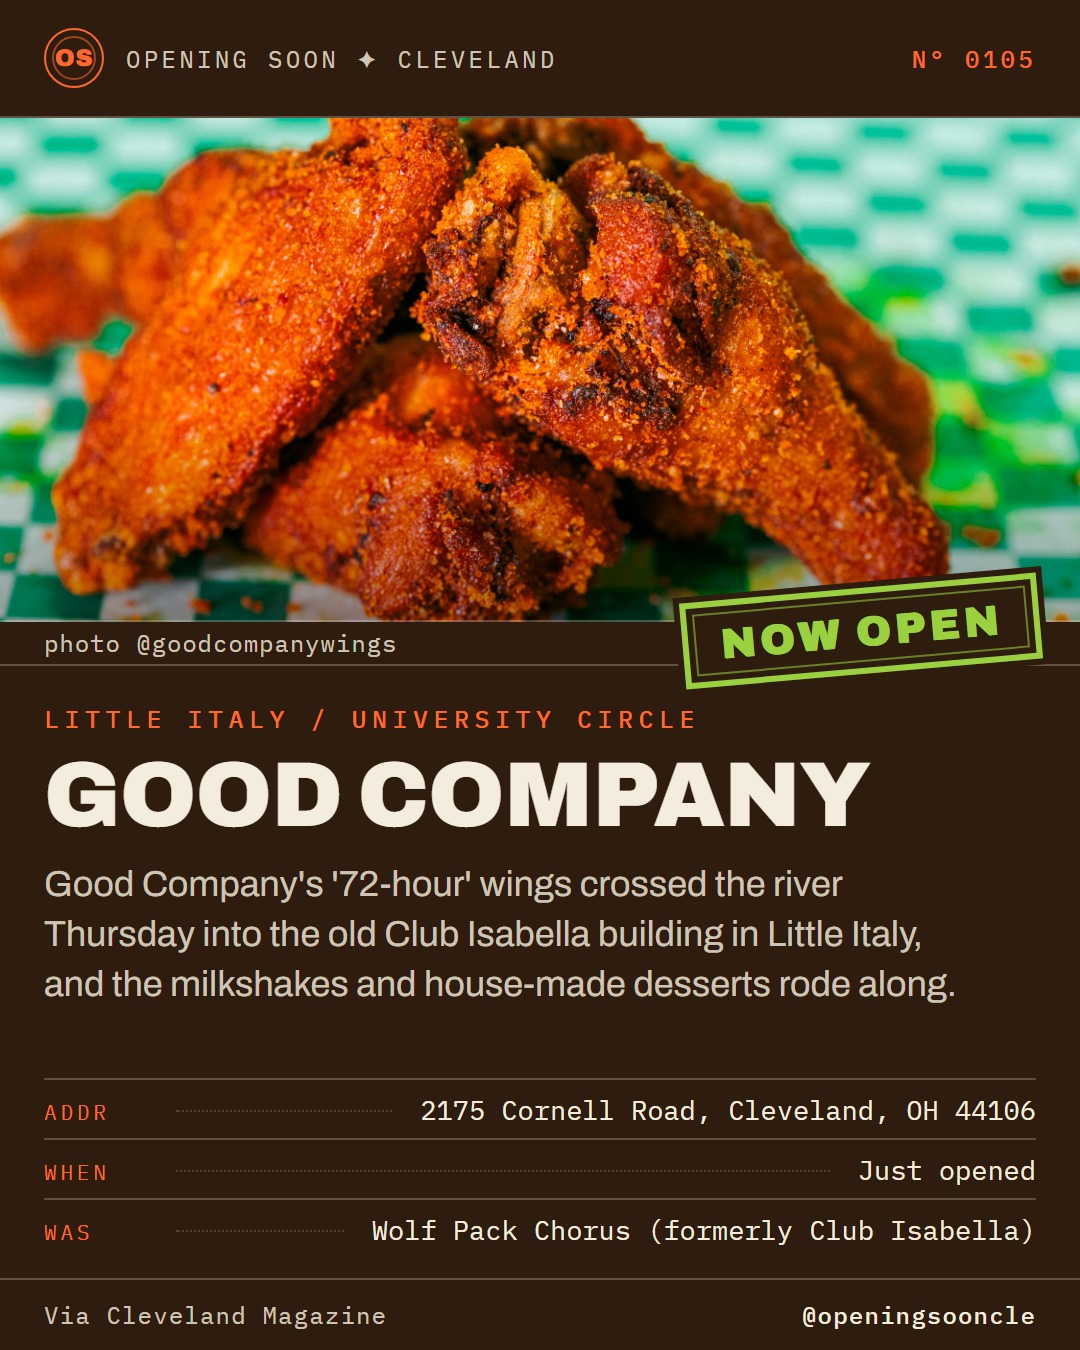 OS OPENING SOON ✦ CLEVELAND N° 0105
photo @goodcompanywings
NOW OPEN
LITTLE ITALY / UNIVERSITY CIRCLE
GOOD COMPANY
Good Company's '72-hour' wings crossed the river
Thursday into the old Club Isabella building in Little Italy,
and the milkshakes and house-made desserts rode along.
ADDR 2175 Cornell Road, Cleveland, OH 44106
WHEN Just opened
WAS Wolf Pack Chorus (formerly Club Isabella)
Via Cleveland Magazine @openingsooncle